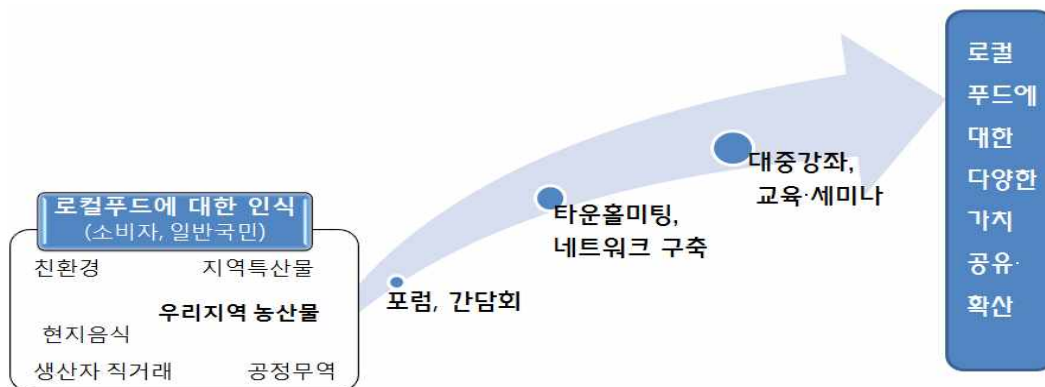 로컬푸드에 대한 인식
(소비자, 일반국민)
친환경 지역특산물
우리지역 농산물
현지음식
생산자 직거래 공정무역
포럼, 간담회
타운홀미팅,
네트워크 구축
대중강좌,
교육·세미나
로컬
푸드에
대한
다양한
가치
공유·
확산